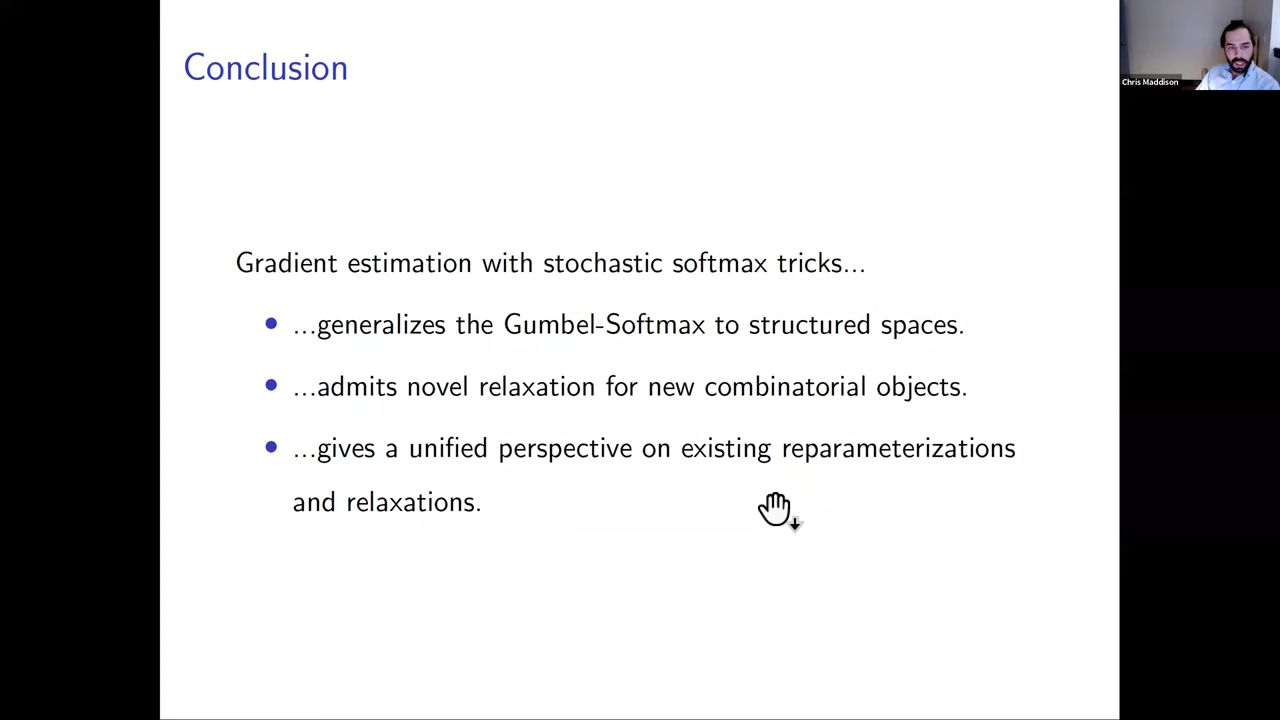 Conclusion
Chris Maddison
Gradient estimation with stochastic softmax tricks...
...generalizes the Gumbel-Softmax to structured spaces.
...admits novel relaxation for new combinatorial objects.
...gives a unified perspective on existing reparameterizations
and relaxations.